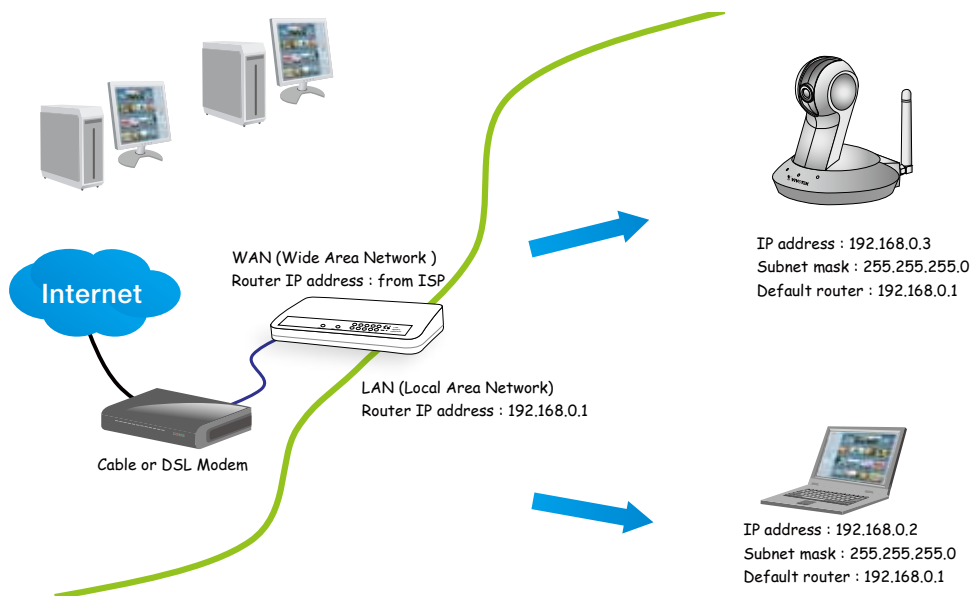 WAN (Wide Area Network )
Router IP address : from ISP
Internet
LAN (Local Area Network)
Router IP address : 192.168.0.1
Cable or DSL Modem
VIVOTEK
IP address : 192.168.0.3
Subnet mask : 255.255.255.0
Default router : 192.168.0.1
IP address : 192.168.0.2
Subnet mask : 255.255.255.0
Default router : 192.168.0.1